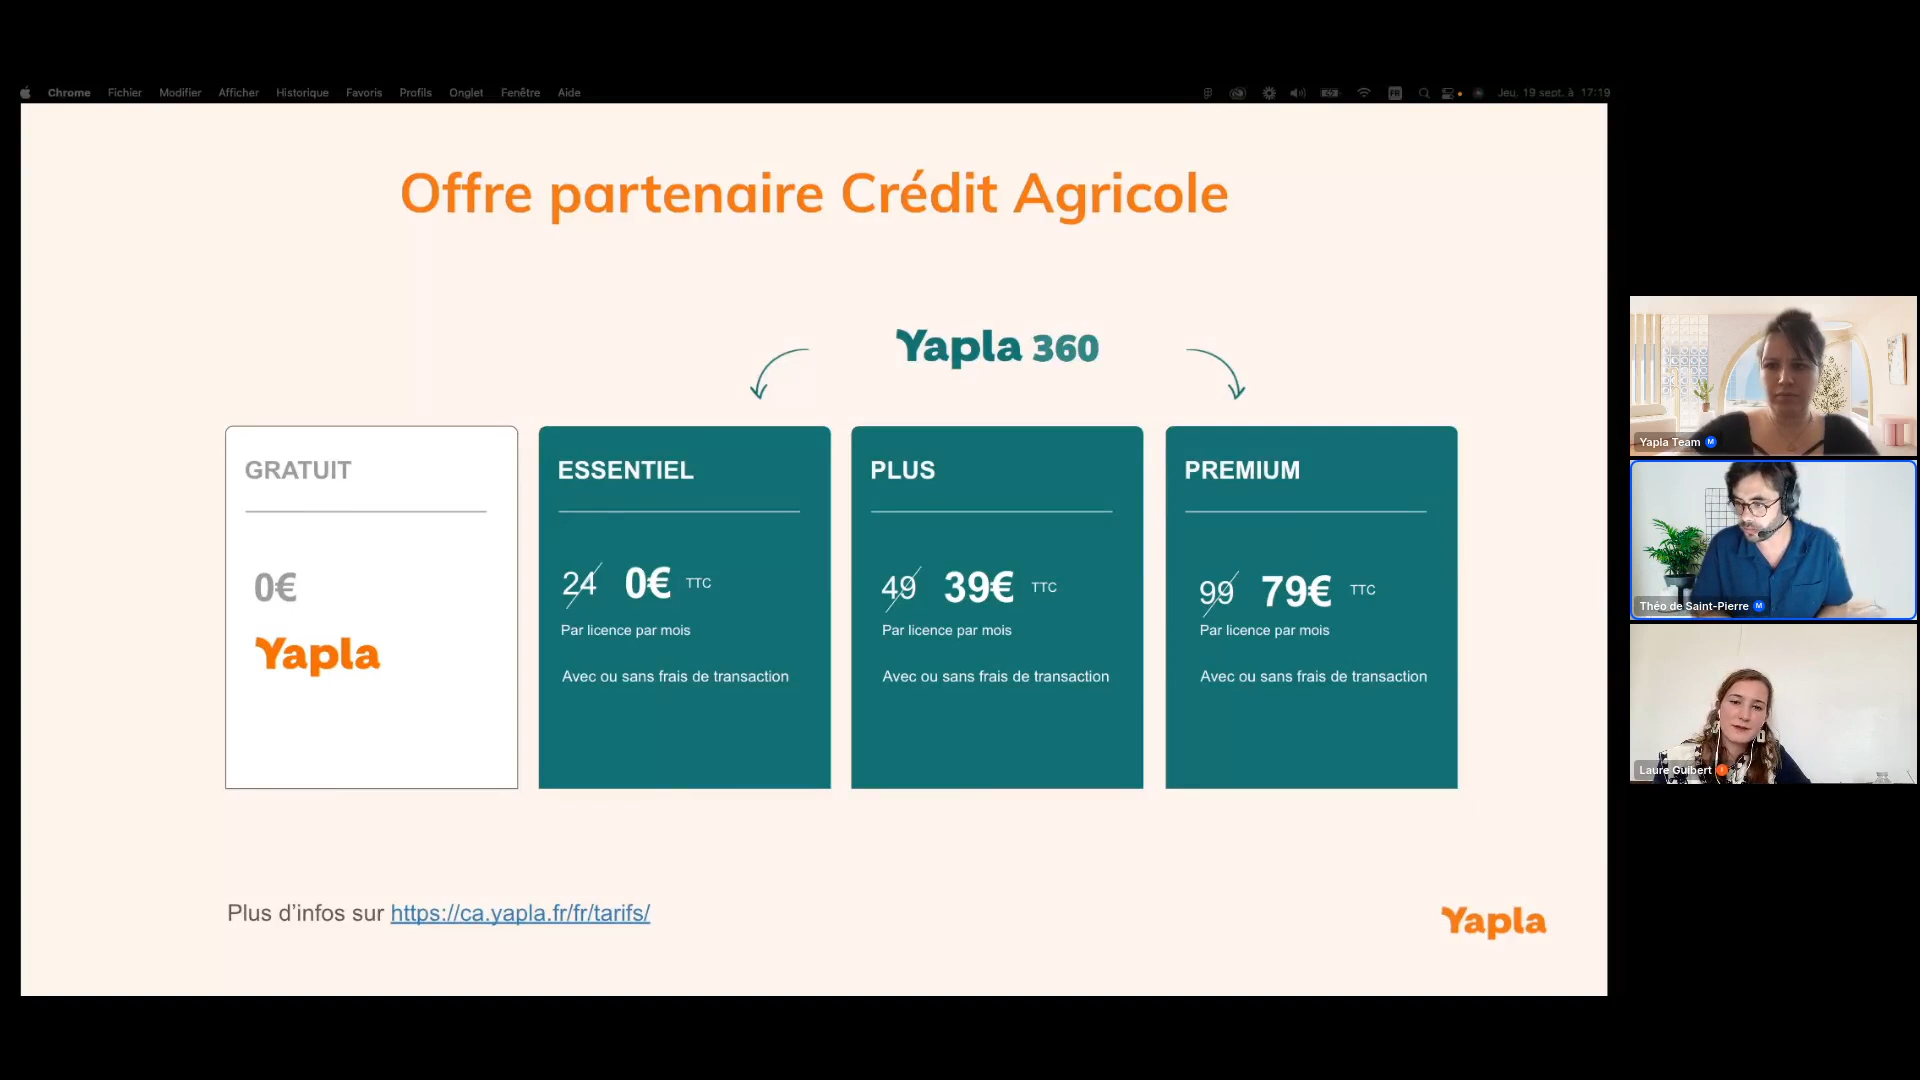 Chrome Fichier Modifier Afficher Historique Favoris Profils Onglet Fenêtre Aide
FR
Jeu. 19 sept. à 17:19
Offre partenaire Crédit Agricole
Yapla 360
GRATUIT
0€
Yapla
ESSENTIEL
24 0€ TTC
Par licence par mois
Avec ou sans frais de transaction
PLUS
49 39€ TTC
Par licence par mois
Avec ou sans frais de transaction
PREMIUM
99 79€ TTC
Par licence par mois
Avec ou sans frais de transaction
Plus d’infos sur https://ca.yapla.fr/fr/tarifs/
Yapla
Yapla Team M
Théo de Saint-Pierre M
Laure Guibert